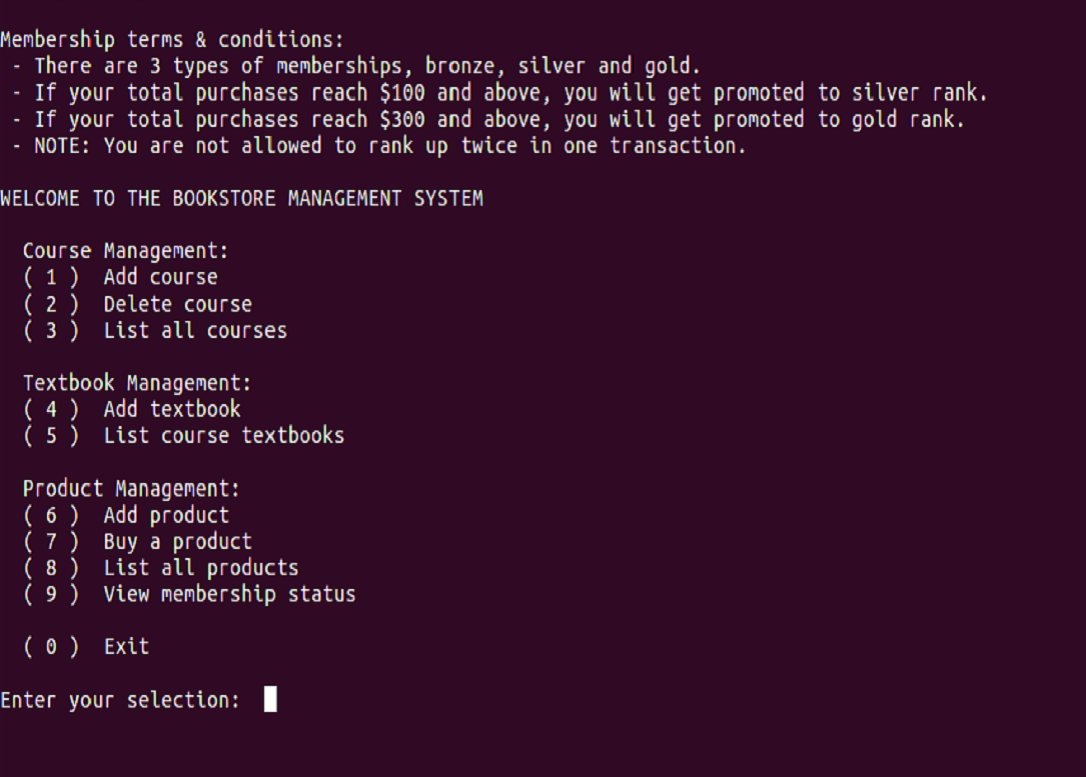 Membership terms & conditions:
- There are 3 types of memberships, bronze, silver and gold.
- If your total purchases reach $100 and above, you will get promoted to silver rank.
- If your total purchases reach $300 and above, you will get promoted to gold rank.
- NOTE: You are not allowed to rank up twice in one transaction.
WELCOME TO THE BOOKSTORE MANAGEMENT SYSTEM
Course Management:
( 1 ) Add course
( 2 ) Delete course
( 3 ) List all courses
Textbook Management:
( 4 ) Add textbook
( 5 ) List course textbooks
Product Management:
( 6 ) Add product
( 7 ) Buy a product
( 8 ) List all products
( 9 ) View membership status
( 0 ) Exit
Enter your selection: